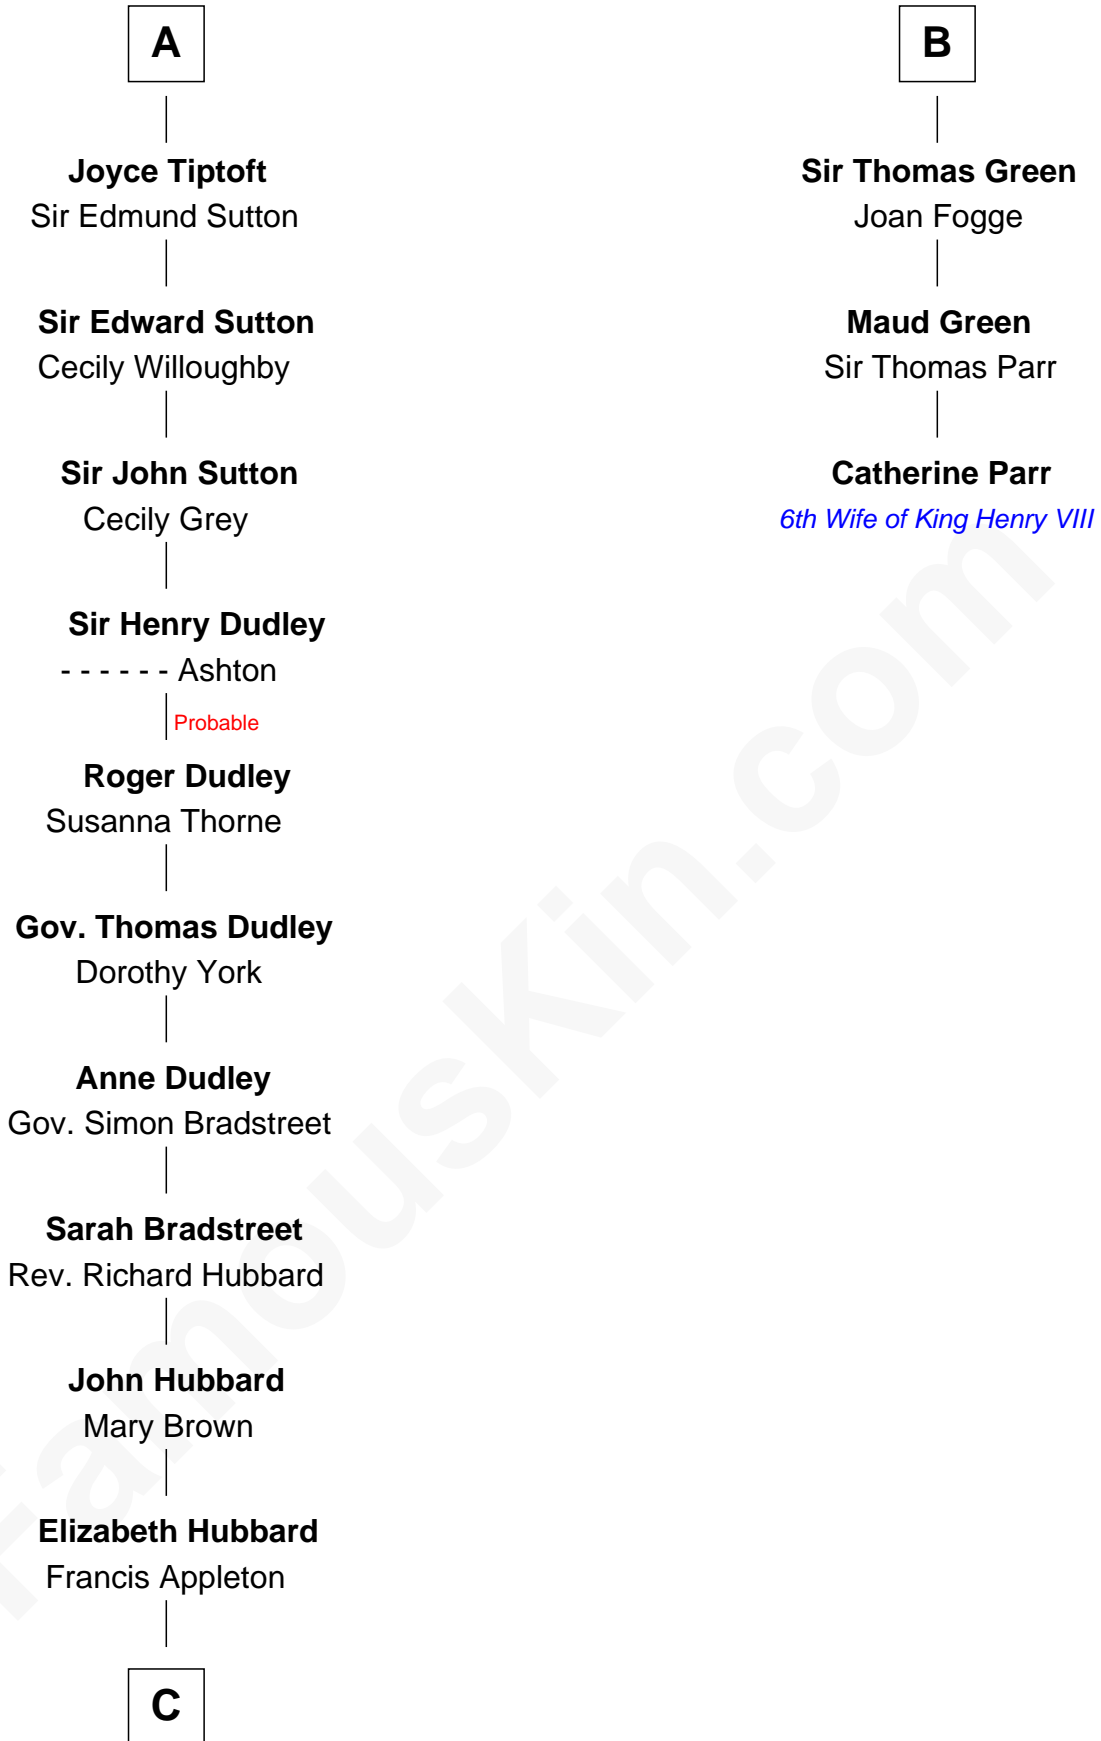 A
Joyce Tiptoft
Sir Edmund Sutton
Sir Edward Sutton
Cecily Willoughby
Sir John Sutton
Cecily Grey
Sir Henry Dudley
- - - - - - Ashton
Probable
Roger Dudley
Susanna Thorne
Gov. Thomas Dudley
Dorothy York
Anne Dudley
Gov. Simon Bradstreet
Sarah Bradstreet
Rev. Richard Hubbard
John Hubbard
Mary Brown
Elizabeth Hubbard
Francis Appleton
C
B
Sir Thomas Green
Joan Fogge
Maud Green
Sir Thomas Parr
Catherine Parr
6th Wife of King Henry VIII
FamousKin.com